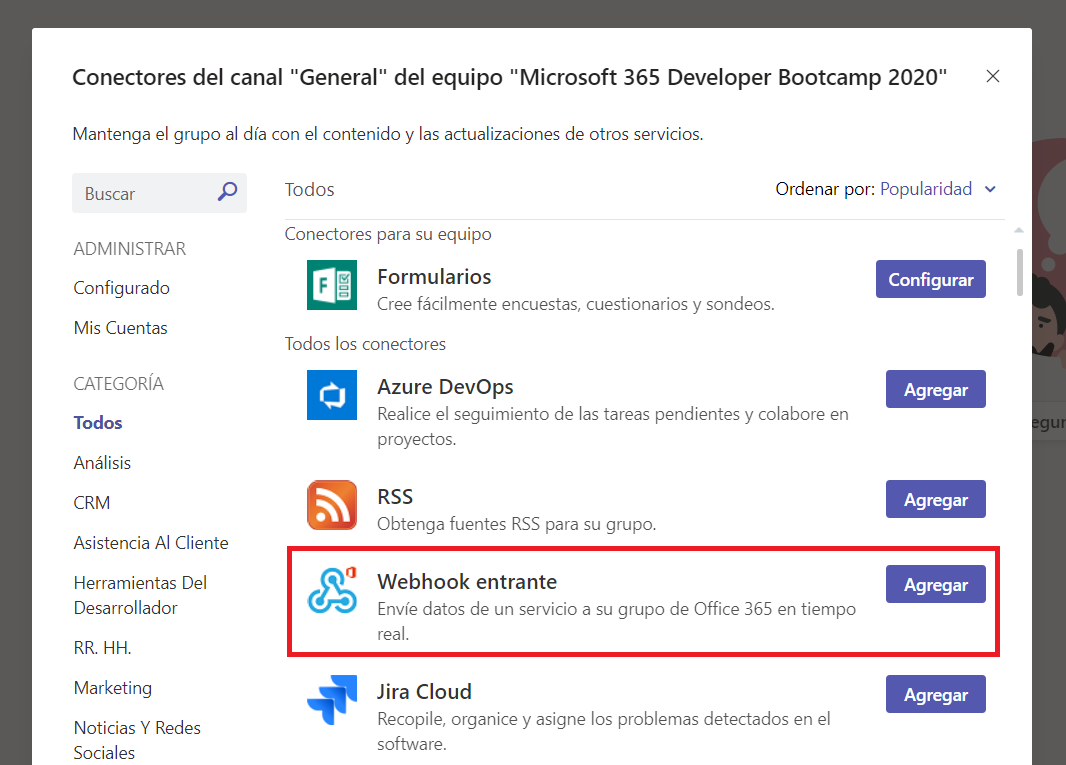 Conectores del canal "General" del equipo "Microsoft 365 Developer Bootcamp 2020"
Mantenga el grupo al día con el contenido y las actualizaciones de otros servicios.
Buscar
Todos
Ordenar por: Popularidad
ADMINISTRAR
Configurado
Mis Cuentas
CATEGORÍA
Todos
Análisis
CRM
Asistencia Al Cliente
Herramientas Del
Desarrollador
RR. HH.
Marketing
Noticias Y Redes
Sociales
Conectores para su equipo
Formularios
Cree fácilmente encuestas, cuestionarios y sondeos.
Configurar
Todos los conectores
Azure DevOps
Realice el seguimiento de las tareas pendientes y colabore en
proyectos.
Agregar
RSS
Obtenga fuentes RSS para su grupo.
Agregar
Webhook entrante
Envíe datos de un servicio a su grupo de Office 365 en tiempo
real.
Agregar
Jira Cloud
Recopile, organice y asigne los problemas detectados en el
software.
Agregar